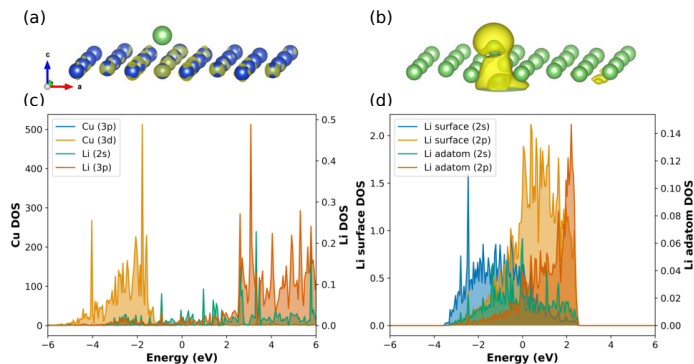 (a)
(b)
c
a
(c)
(d)
500
400
300
200
100
0
Cu DOS
Cu (3p)
Cu (3d)
Li (2s)
Li (3p)
0.5
0.4
0.3
0.2
0.1
0.0
Li DOS
−6 −4 −2 0 2 4 6
Energy (eV)
2.0
1.5
1.0
0.5
0.0
Li surface DOS
Li surface (2s)
Li surface (2p)
Li adatom (2s)
Li adatom (2p)
0.14
0.12
0.10
0.08
0.06
0.04
0.02
0.00
Li adatom DOS
−6 −4 −2 0 2 4 6
Energy (eV)